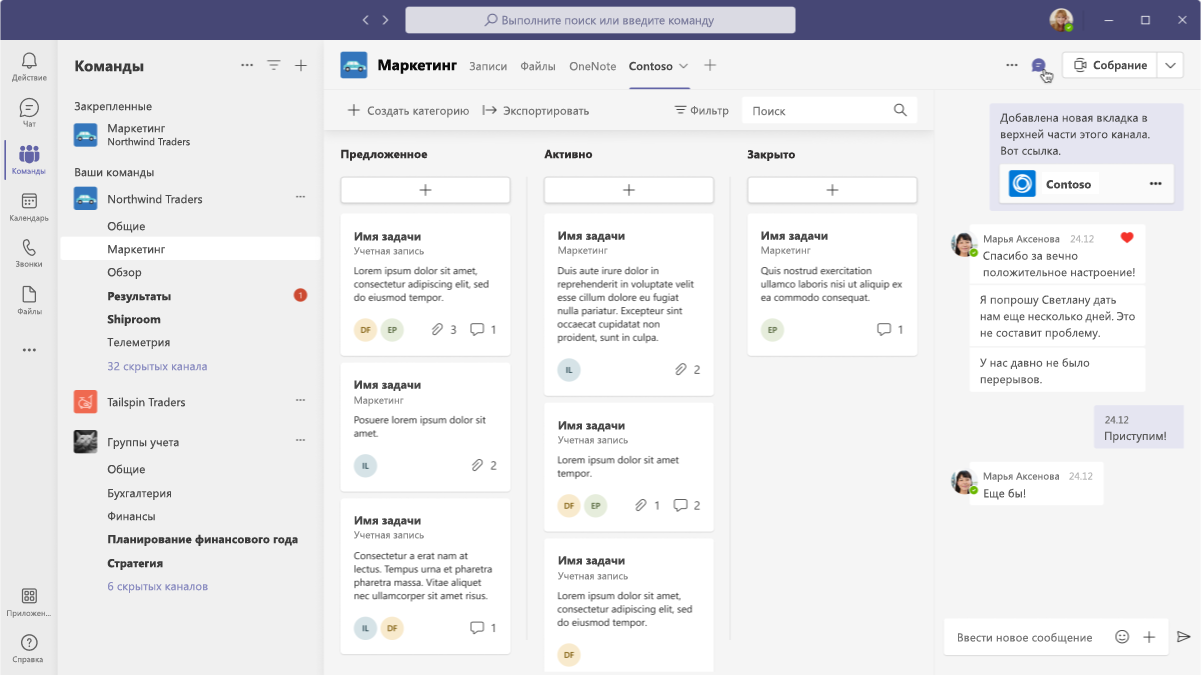 Выполните поиск или введите команду
Действие
Чат
Команды
Календарь
Звонки
Файлы
Приложен...
Справка
Команды
Закрепленные
Маркетинг
Northwind Traders
Ваши команды
Northwind Traders
Общие
Маркетинг
Обзор
Результаты
1
Shiproom
Телеметрия
32 скрытых канала
Tailspin Traders
Группы учета
Общие
Бухгалтерия
Финансы
Планирование финансового года
Стратегия
6 скрытых каналов
Маркетинг
Записи
Файлы
OneNote
Contoso
Собрание
Создать категорию
Экспортировать
Фильтр
Поиск
Предложенное
Имя задачи
Учетная запись
Lorem ipsum dolor sit amet,
consectetur adipiscing elit, sed
do eiusmod tempor.
DF EP 3 1
Имя задачи
Маркетинг
Posuere lorem ipsum dolor sit
amet.
IL 2
Имя задачи
Учетная запись
Consectetur a erat nam at
lectus. Tempus urna et pharetra
pharetra massa. Vitae aliquet
nec ullamcorper sit amet risus.
IL DF 1
Активно
Имя задачи
Маркетинг
Duis aute irure dolor in
reprehenderit in voluptate velit
esse cillum dolore eu fugiat
nulla pariatur. Excepteur sint
occaecat cupidatat non
proident, sunt in culpa.
IL 2
Имя задачи
Учетная запись
Lorem ipsum dolor sit amet
tempor.
DF EP 1 2
Имя задачи
Учетная запись
Lorem ipsum dolor sit amet,
consectetur adipiscing elit, sed
do eiusmod tempor.
DF
Закрыто
Имя задачи
Маркетинг
Quis nostrud exercitation
ullamco laboris nisi ut aliquip ex
ea commodo consequat.
EP 1
Добавлена новая вкладка в
верхней части этого канала.
Вот ссылка.
Contoso
Марья Аксенова 24.12
Спасибо за вечно
положительное настроение!
Я попрошу Светлану дать
нам еще несколько дней. Это
не составит проблему.
У нас давно не было
перерывов.
24.12
Приступим!
Марья Аксенова 24.12
Еще бы!
Ввести новое сообщение